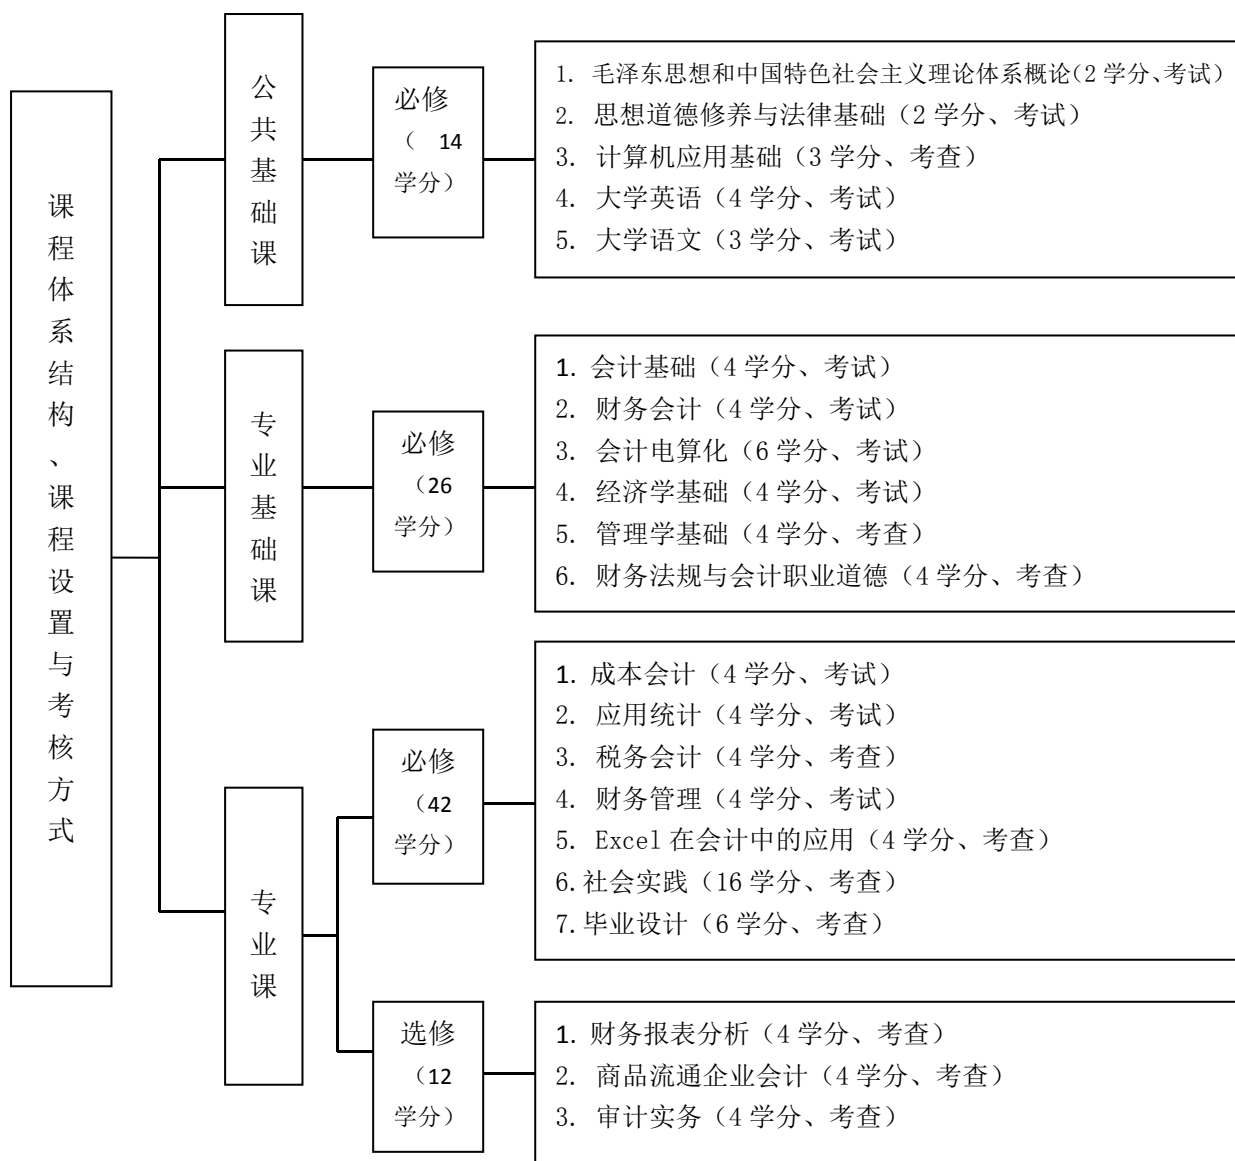 课程体系结构、课程设置与考核方式
公共基础课
必修
（ 14
学分）
1. 毛泽东思想和中国特色社会主义理论体系概论（2 学分、考试）
2. 思想道德修养与法律基础（2 学分、考试）
3. 计算机应用基础（3 学分、考查）
4. 大学英语（4 学分、考试）
5. 大学语文（3 学分、考试）
专业基础课
必修
（26
学分）
1. 会计基础（4 学分、考试）
2. 财务会计（4 学分、考试）
3. 会计电算化（6 学分、考试）
4. 经济学基础（4 学分、考试）
5. 管理学基础（4 学分、考查）
6. 财务法规与会计职业道德（4 学分、考查）
专业课
必修
（42
学分）
1. 成本会计（4 学分、考试）
2. 应用统计（4 学分、考试）
3. 税务会计（4 学分、考查）
4. 财务管理（4 学分、考试）
5. Excel 在会计中的应用（4 学分、考查）
6.社会实践（16 学分、考查）
7.毕业设计（6 学分、考查）
选修
（12
学分）
1. 财务报表分析（4 学分、考查）
2. 商品流通企业会计（4 学分、考查）
3. 审计实务（4 学分、考查）